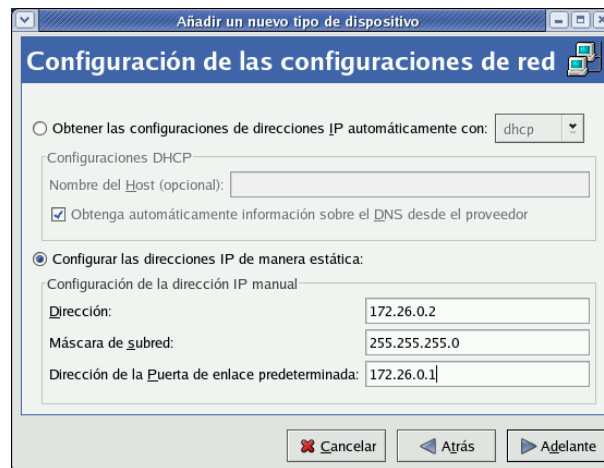 Añadir un nuevo tipo de dispositivo
Configuración de las configuraciones de red
Obtener las configuraciones de direcciones IP automáticamente con: dhcp
Configuraciones DHCP
Nombre del Host (opcional):
Obtenga automáticamente información sobre el DNS desde el proveedor
Configurar las direcciones IP de manera estática:
Configuración de la dirección IP manual
Dirección: 172.26.0.2
Máscara de subred: 255.255.255.0
Dirección de la Puerta de enlace predeterminada: 172.26.0.1
Cancelar Atrás Adelante